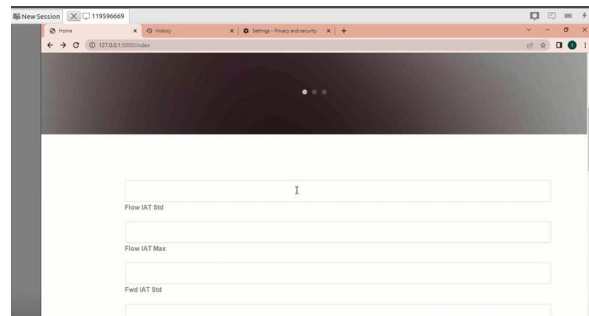 New Session 119596669
Home History Settings - Privacy and security
127.0.0.1:5000/index
Flow IAT Std
Flow IAT Max
Fwd IAT Std